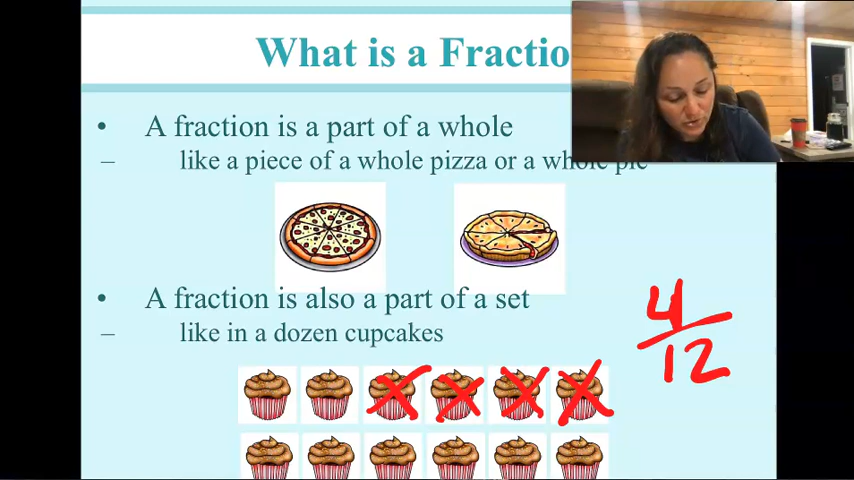 What is a Fractio
• A fraction is a part of a whole
– like a piece of a whole pizza or a whole pie
• A fraction is also a part of a set
– like in a dozen cupcakes
4
12